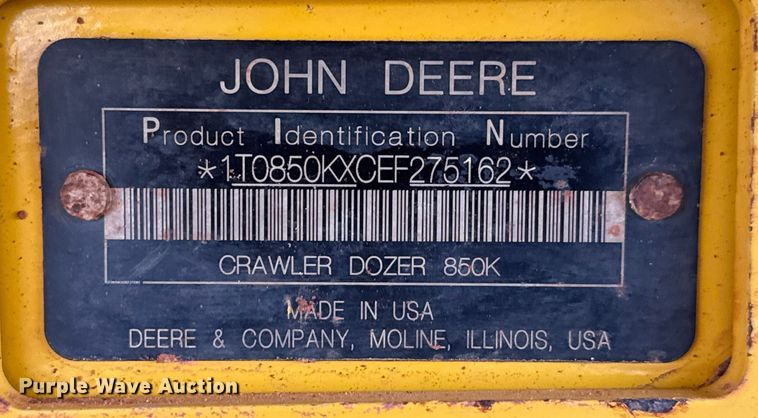 JOHN DEERE
Product Identification Number
*1T0850KXCEF275162*
CRAWLER DOZER 850K
MADE IN USA
DEERE & COMPANY, MOLINE, ILLINOIS, USA
Purple Wave Auction